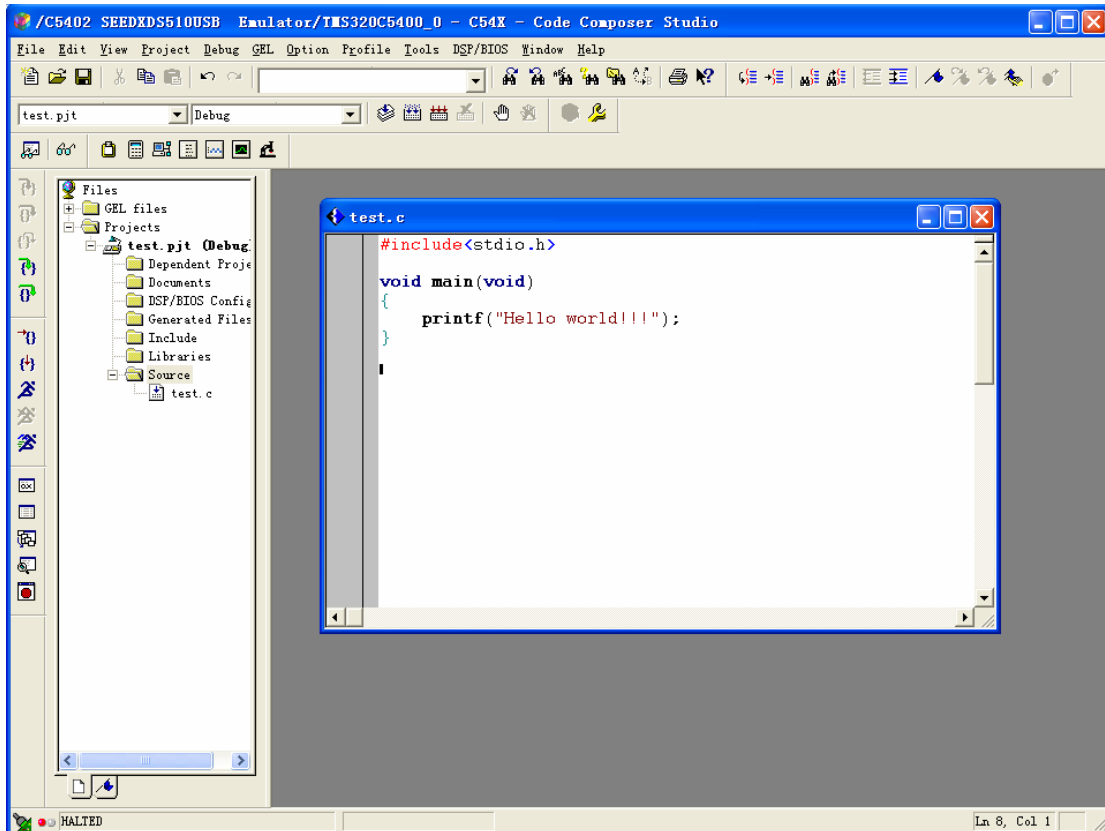 /C5402 SEEDXDS510USB Emulator/TMS320C5400_0 - C54X - Code Composer Studio
File Edit View Project Debug GEL Option Profile Tools DSP/BIOS Window Help
test.pjt Debug
Files
GEL files
Projects
test.pjt (Debug
Dependent Proje
Documents
DSP/BIOS Config
Generated Files
Include
Libraries
Source
test.c
test.c
#include<stdio.h>
void main(void)
{
printf("Hello world!!!");
}
HALTED
Ln 8, Col 1